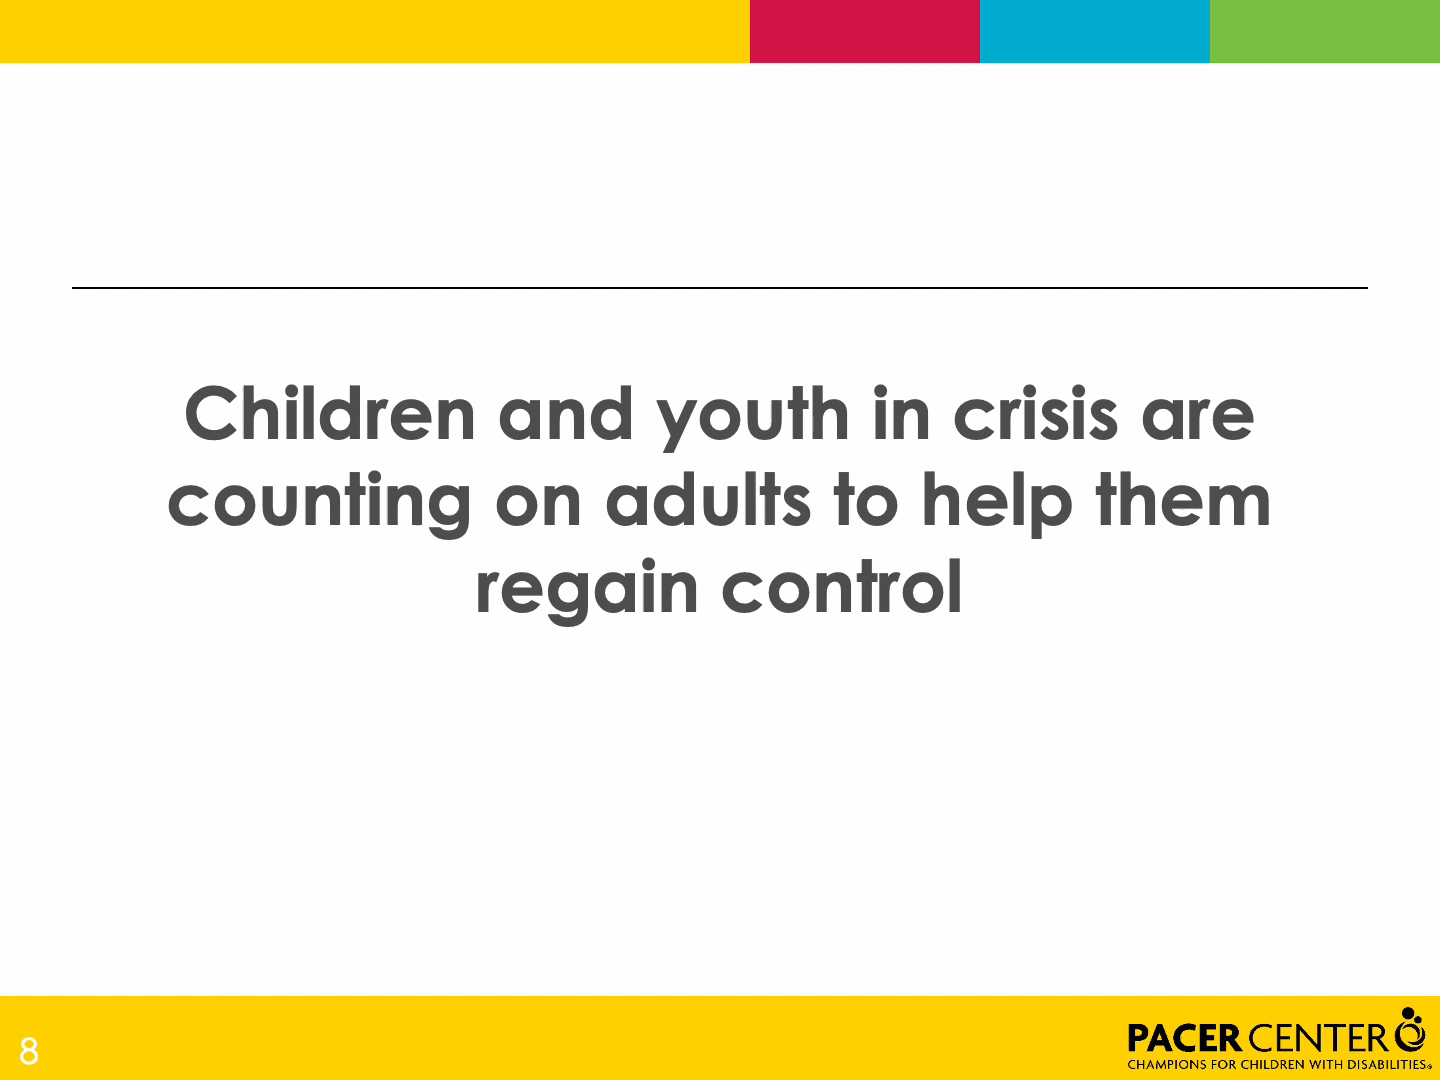 Children and youth in crisis are
counting on adults to help them
regain control
8
PACER CENTER
CHAMPIONS FOR CHILDREN WITH DISABILITIES®